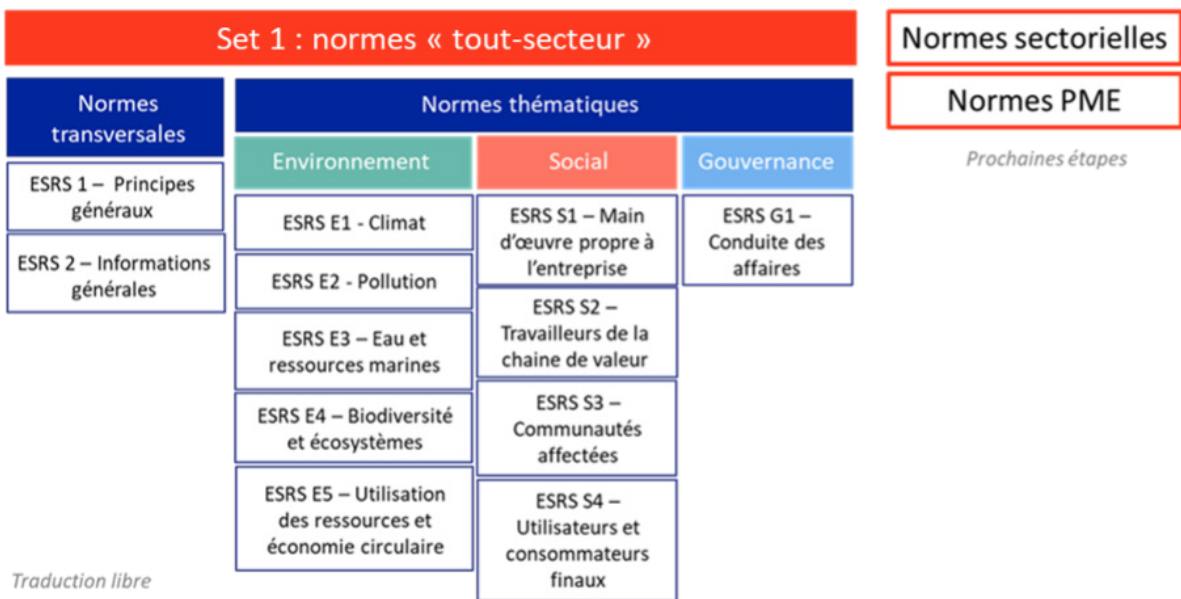 Set 1 : normes « tout-secteur »
Normes
transversales
ESRS 1 – Principes
généraux
ESRS 2 – Informations
générales
Normes thématiques
Environnement
ESRS E1 - Climat
ESRS E2 - Pollution
ESRS E3 – Eau et
ressources marines
ESRS E4 – Biodiversité
et écosystèmes
ESRS E5 – Utilisation
des ressources et
économie circulaire
Social
ESRS S1 – Main
d'œuvre propre à
l'entreprise
ESRS S2 –
Travailleurs de la
chaine de valeur
ESRS S3 –
Communautés
affectées
ESRS S4 –
Utilisateurs et
consommateurs
finaux
Gouvernance
ESRS G1 –
Conduite des
affaires
Normes sectorielles
Normes PME
Prochaines étapes
Traduction libre